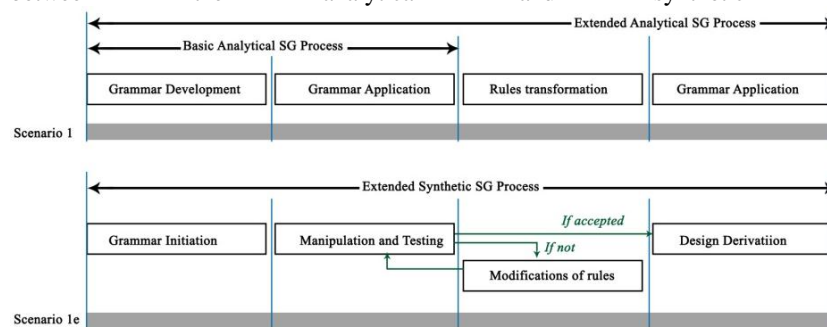 Extended Analytical SG Process
Basic Analytical SG Process
Grammar Development
Grammar Application
Rules transformation
Grammar Application
Scenario 1
Extended Synthetic SG Process
If accepted
Grammar Initiation
Manipulation and Testing
Design Derivatiion
If not
Modifications of rules
Scenario 1e